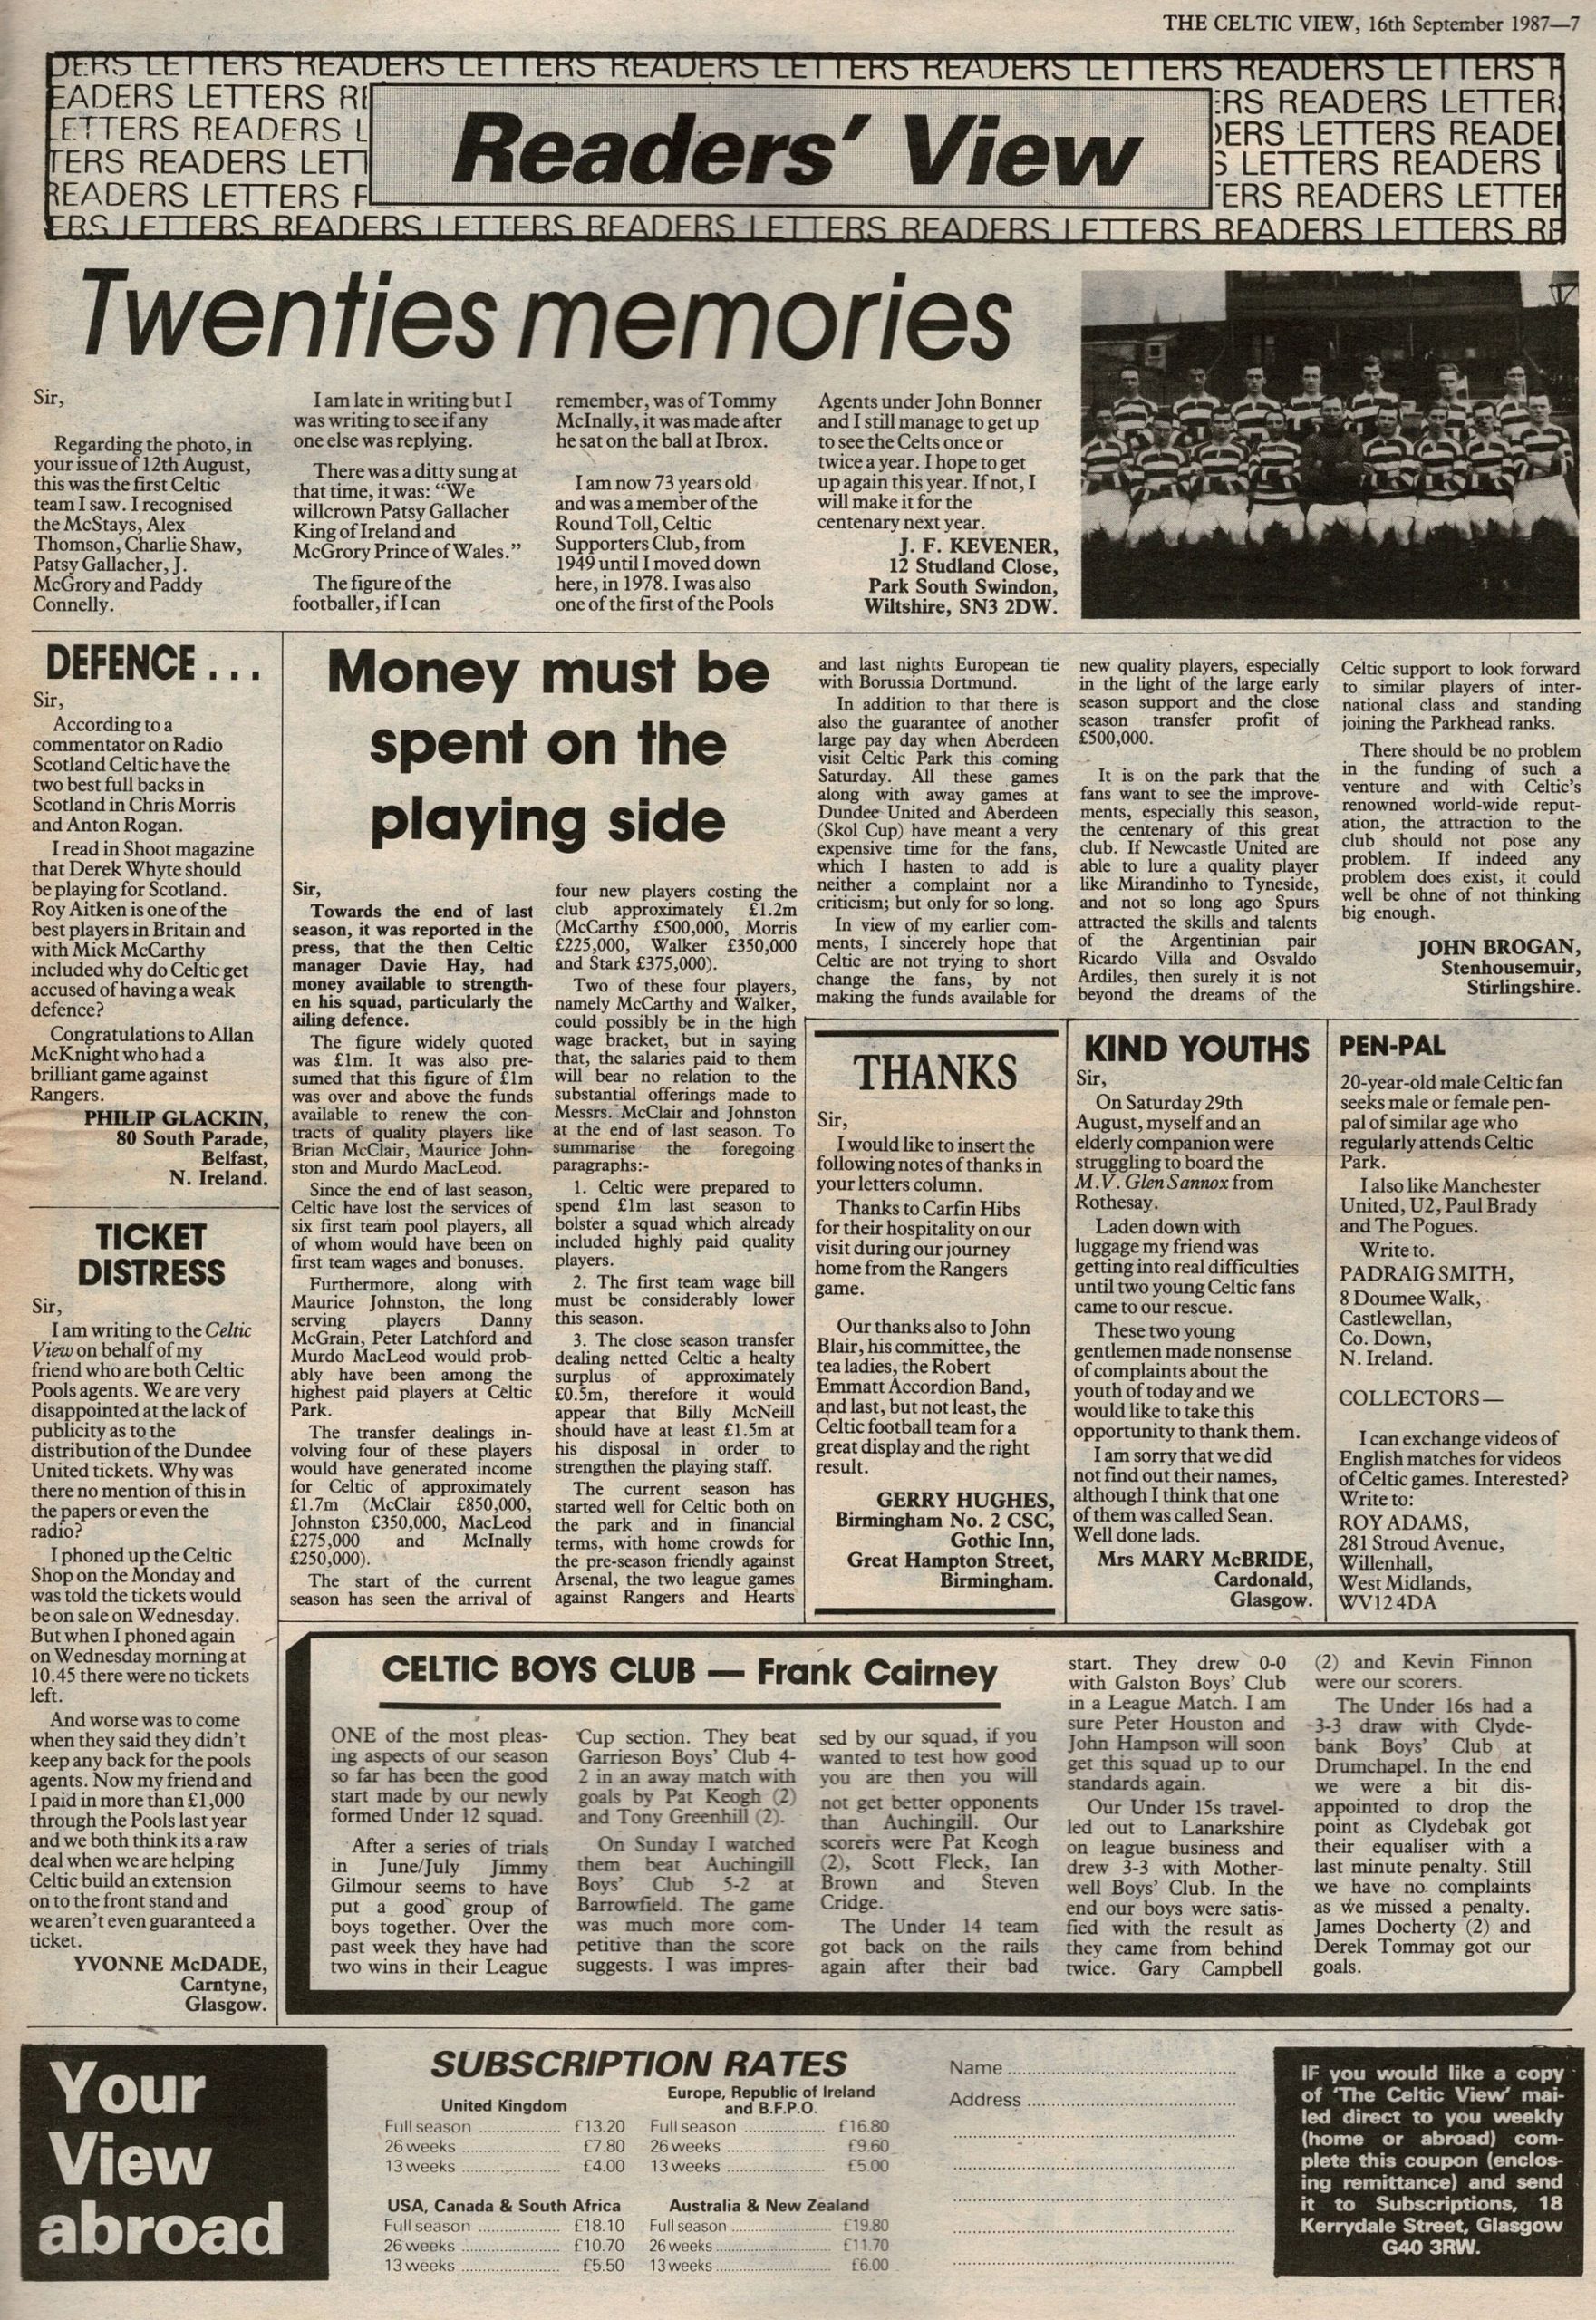 THE CELTIC VIEW, 16th September 1987—7
DERS LETTERS READERS LETTERS READERS LETTERS READERS LETTERS READERS LETTERS R
EADERS LETTERS RE
ERS READERS LETTER
LETTERS READERS L
DERS LETTERS READE
TERS READERS LETT
S LETTERS READERS L
READERS LETTERS R
TERS READERS LETTER
ERS LETTERS READERS LETTERS READERS LETTERS READERS LETTERS READERS LETTERS RE
Readers' View
Twenties memories
Sir,
Regarding the photo, in
your issue of 12th August,
this was the first Celtic
team I saw. I recognised
the McStays, Alex
Thomson, Charlie Shaw,
Patsy Gallacher, J.
McGrory and Paddy
Connelly.
I am late in writing but I
was writing to see if any
one else was replying.
There was a ditty sung at
that time, it was: “We
willcrown Patsy Gallacher
King of Ireland and
McGrory Prince of Wales.”
The figure of the
footballer, if I can
remember, was of Tommy
McInally, it was made after
he sat on the ball at Ibrox.
I am now 73 years old
and was a member of the
Round Toll, Celtic
Supporters Club, from
1949 until I moved down
here, in 1978. I was also
one of the first of the Pools
Agents under John Bonner
and I still manage to get up
to see the Celts once or
twice a year. I hope to get
up again this year. If not, I
will make it for the
centenary next year.
J. F. KEVENER,
12 Studland Close,
Park South Swindon,
Wiltshire, SN3 2DW.
DEFENCE . . .
Sir,
According to a
commentator on Radio
Scotland Celtic have the
two best full backs in
Scotland in Chris Morris
and Anton Rogan.
I read in Shoot magazine
that Derek Whyte should
be playing for Scotland.
Roy Aitken is one of the
best players in Britain and
with Mick McCarthy
included why do Celtic get
accused of having a weak
defence?
Congratulations to Allan
McKnight who had a
brilliant game against
Rangers.
PHILIP GLACKIN,
80 South Parade,
Belfast,
N. Ireland.
TICKET
DISTRESS
Sir,
I am writing to the Celtic
View on behalf of my
friend who are both Celtic
Pools agents. We are very
disappointed at the lack of
publicity as to the
distribution of the Dundee
United tickets. Why was
there no mention of this in
the papers or even the
radio?
I phoned up the Celtic
Shop on the Monday and
was told the tickets would
be on sale on Wednesday.
But when I phoned again
on Wednesday morning at
10.45 there were no tickets
left.
And worse was to come
when they said they didn't
keep any back for the pools
agents. Now my friend and
I paid in more than £1,000
through the Pools last year
and we both think its a raw
deal when we are helping
Celtic build an extension
on to the front stand and
we aren't even guaranteed a
ticket.
YVONNE McDADE,
Carntyne,
Glasgow.
Money must be
spent on the
playing side
Sir,
Towards the end of last
season, it was reported in the
press, that the then Celtic
manager Davie Hay, had
money available to strength-
en his squad, particularly the
ailing defence.
The figure widely quoted
was £1m. It was also pre-
sumed that this figure of £1m
was over and above the funds
available to renew the con-
tracts of quality players like
Brian McClair, Maurice John-
ston and Murdo MacLeod.
Since the end of last season,
Celtic have lost the services of
six first team pool players, all
of whom would have been on
first team wages and bonuses.
Furthermore, along with
Maurice Johnston, the long
serving players Danny
McGrain, Peter Latchford and
Murdo MacLeod would prob-
ably have been among the
highest paid players at Celtic
Park.
The transfer dealings in-
volving four of these players
would have generated income
for Celtic of approximately
£1.7m (McClair £850,000,
Johnston £350,000, MacLeod
£275,000 and McInally
£250,000).
The start of the current
season has seen the arrival of
four new players costing the
club approximately £1.2m
(McCarthy £500,000, Morris
£225,000, Walker £350,000
and Stark £375,000).
Two of these four players,
namely McCarthy and Walker,
could possibly be in the high
wage bracket, but in saying
that, the salaries paid to them
will bear no relation to the
substantial offerings made to
Messrs. McClair and Johnston
at the end of last season. To
summarise the foregoing
paragraphs:-
1. Celtic were prepared to
spend £1m last season to
bolster a squad which already
included highly paid quality
players.
2. The first team wage bill
must be considerably lower
this season.
3. The close season transfer
dealing netted Celtic a healty
surplus of approximately
£0.5m, therefore it would
appear that Billy McNeill
should have at least £1.5m at
his disposal in order to
strengthen the playing staff.
The current season has
started well for Celtic both on
the park and in financial
terms, with home crowds for
the pre-season friendly against
Arsenal, the two league games
against Rangers and Hearts
and last nights European tie
with Borussia Dortmund.
In addition to that there is
also the guarantee of another
large pay day when Aberdeen
visit Celtic Park this coming
Saturday. All these games
along with away games at
Dundee United and Aberdeen
(Skol Cup) have meant a very
expensive time for the fans,
which I hasten to add is
neither a complaint nor a
criticism; but only for so long.
In view of my earlier com-
ments, I sincerely hope that
Celtic are not trying to short
change the fans, by not
making the funds available for
new quality players, especially
in the light of the large early
season support and the close
season transfer profit of
£500,000.
It is on the park that the
fans want to see the improve-
ments, especially this season,
the centenary of this great
club. If Newcastle United are
able to lure a quality player
like Mirandinho to Tyneside,
and not so long ago Spurs
attracted the skills and talents
of the Argentinian pair
Ricardo Villa and Osvaldo
Ardiles, then surely it is not
beyond the dreams of the
Celtic support to look forward
to similar players of inter-
national class and standing
joining the Parkhead ranks.
There should be no problem
in the funding of such a
venture and with Celtic's
renowned world-wide reput-
ation, the attraction to the
club should not pose any
problem. If indeed any
problem does exist, it could
well be ohne of not thinking
big enough.
JOHN BROGAN,
Stenhousemuir,
Stirlingshire.
THANKS
Sir,
I would like to insert the
following notes of thanks in
your letters column.
Thanks to Carfin Hibs
for their hospitality on our
visit during our journey
home from the Rangers
game.
Our thanks also to John
Blair, his committee, the
tea ladies, the Robert
Emmatt Accordion Band,
and last, but not least, the
Celtic football team for a
great display and the right
result.
GERRY HUGHES,
Birmingham No. 2 CSC,
Gothic Inn,
Great Hampton Street,
Birmingham.
KIND YOUTHS
Sir,
On Saturday 29th
August, myself and an
elderly companion were
struggling to board the
M.V. Glen Sannox from
Rothesay.
Laden down with
luggage my friend was
getting into real difficulties
until two young Celtic fans
came to our rescue.
These two young
gentlemen made nonsense
of complaints about the
youth of today and we
would like to take this
opportunity to thank them.
I am sorry that we did
not find out their names,
although I think that one
of them was called Sean.
Well done lads.
Mrs MARY McBRIDE,
Cardonald,
Glasgow.
PEN-PAL
20-year-old male Celtic fan
seeks male or female pen-
pal of similar age who
regularly attends Celtic
Park.
I also like Manchester
United, U2, Paul Brady
and The Pogues.
Write to.
PADRAIG SMITH,
8 Doumee Walk,
Castlewellan,
Co. Down,
N. Ireland.
COLLECTORS—
I can exchange videos of
English matches for videos
of Celtic games. Interested?
Write to:
ROY ADAMS,
281 Stroud Avenue,
Willenhall,
West Midlands,
WV12 4DA
CELTIC BOYS CLUB — Frank Cairney
ONE of the most pleas-
ing aspects of our season
so far has been the good
start made by our newly
formed Under 12 squad.
After a series of trials
in June/July Jimmy
Gilmour seems to have
put a good group of
boys together. Over the
past week they have had
two wins in their League
Cup section. They beat
Garrieson Boys' Club 4-
2 in an away match with
goals by Pat Keogh (2)
and Tony Greenhill (2).
On Sunday I watched
them beat Auchingill
Boys' Club 5-2 at
Barrowfield. The game
was much more com-
petitive than the score
suggests. I was impres-
sed by our squad, if you
wanted to test how good
you are then you will
not get better opponents
than Auchingill. Our
scorers were Pat Keogh
(2), Scott Fleck, Ian
Brown and Steven
Cridge.
The Under 14 team
got back on the rails
again after their bad
start. They drew 0-0
with Galston Boys' Club
in a League Match. I am
sure Peter Houston and
John Hampson will soon
get this squad up to our
standards again.
Our Under 15s travel-
led out to Lanarkshire
on league business and
drew 3-3 with Mother-
well Boys' Club. In the
end our boys were satis-
fied with the result as
they came from behind
twice. Gary Campbell
(2) and Kevin Finnon
were our scorers.
The Under 16s had a
3-3 draw with Clyde-
bank Boys' Club at
Drumchapel. In the end
we were a bit dis-
appointed to drop the
point as Clydebak got
their equaliser with a
last minute penalty. Still
we have no complaints
as we missed a penalty.
James Docherty (2) and
Derek Tommay got our
goals.
Your
View
abroad
SUBSCRIPTION RATES
United Kingdom
Full season ................. £13.20
26 weeks ..................... £7.80
13 weeks ..................... £4.00
Europe, Republic of Ireland
and B.F.P.O.
Full season ................. £16.80
26 weeks ..................... £9.60
13 weeks ..................... £5.00
USA, Canada & South Africa
Full season ................. £18.10
26 weeks ..................... £10.70
13 weeks ..................... £5.50
Australia & New Zealand
Full season ..................... £19.80
26 weeks ........................ £11.70
13 weeks ........................ £6.00
Name ................................................
Address ............................................
IF you would like a copy
of 'The Celtic View' mai-
led direct to you weekly
(home or abroad) com-
plete this coupon (enclos-
ing remittance) and send
it to Subscriptions, 18
Kerrydale Street, Glasgow
G40 3RW.